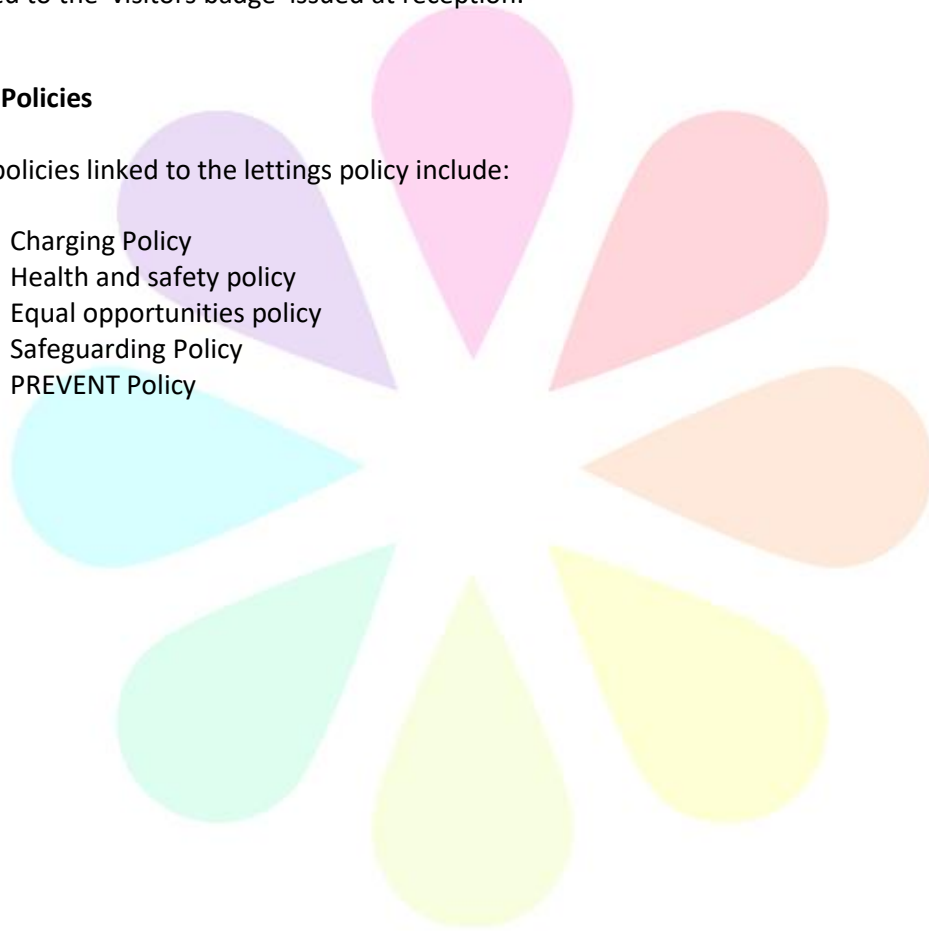 to the 'visitors badge' issued at reception.
Policies
policies linked to the lettings policy include:
Charging Policy
Health and safety policy
Equal opportunities policy
Safeguarding Policy
PREVENT Policy